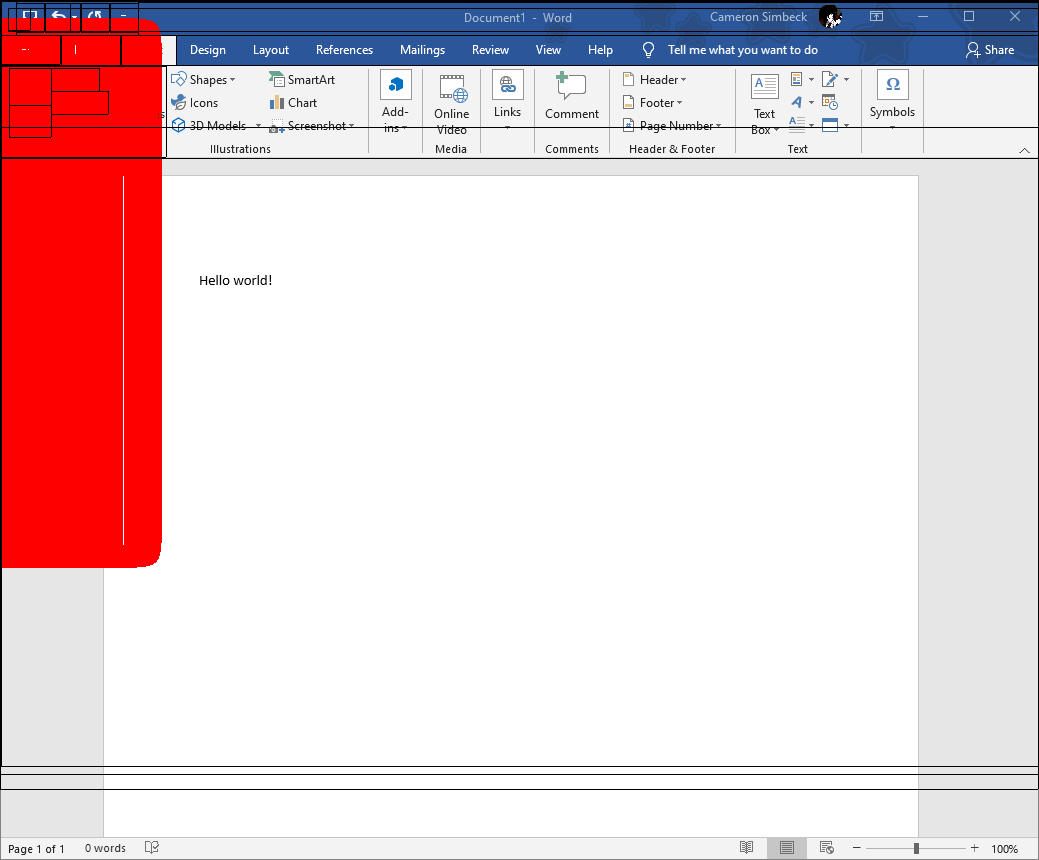 Document1 - Word
Cameron Simbeck
Design Layout References Mailings Review View Help Tell me what you want to do Share
Shapes SmartArt
Icons Chart
3D Models Screenshot
Add-
ins
Online
Video
Links
Comment
Header
Footer
Page Number
Text
Box
Symbols
Illustrations Media Comments Header & Footer Text
Hello world!
Page 1 of 1 0 words 100%